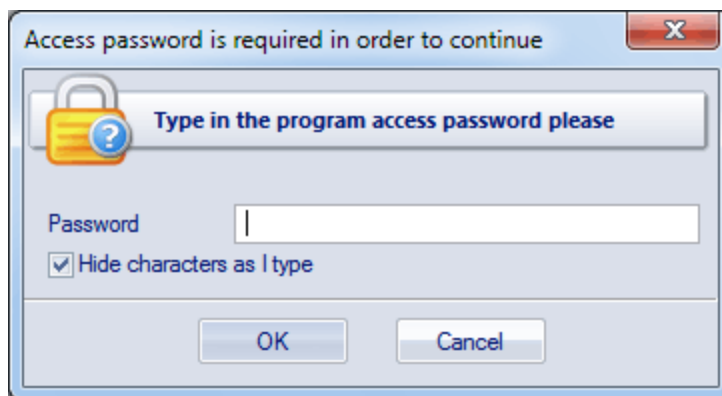 Access password is required in order to continue
Type in the program access password please
Password
Hide characters as I type
OK
Cancel